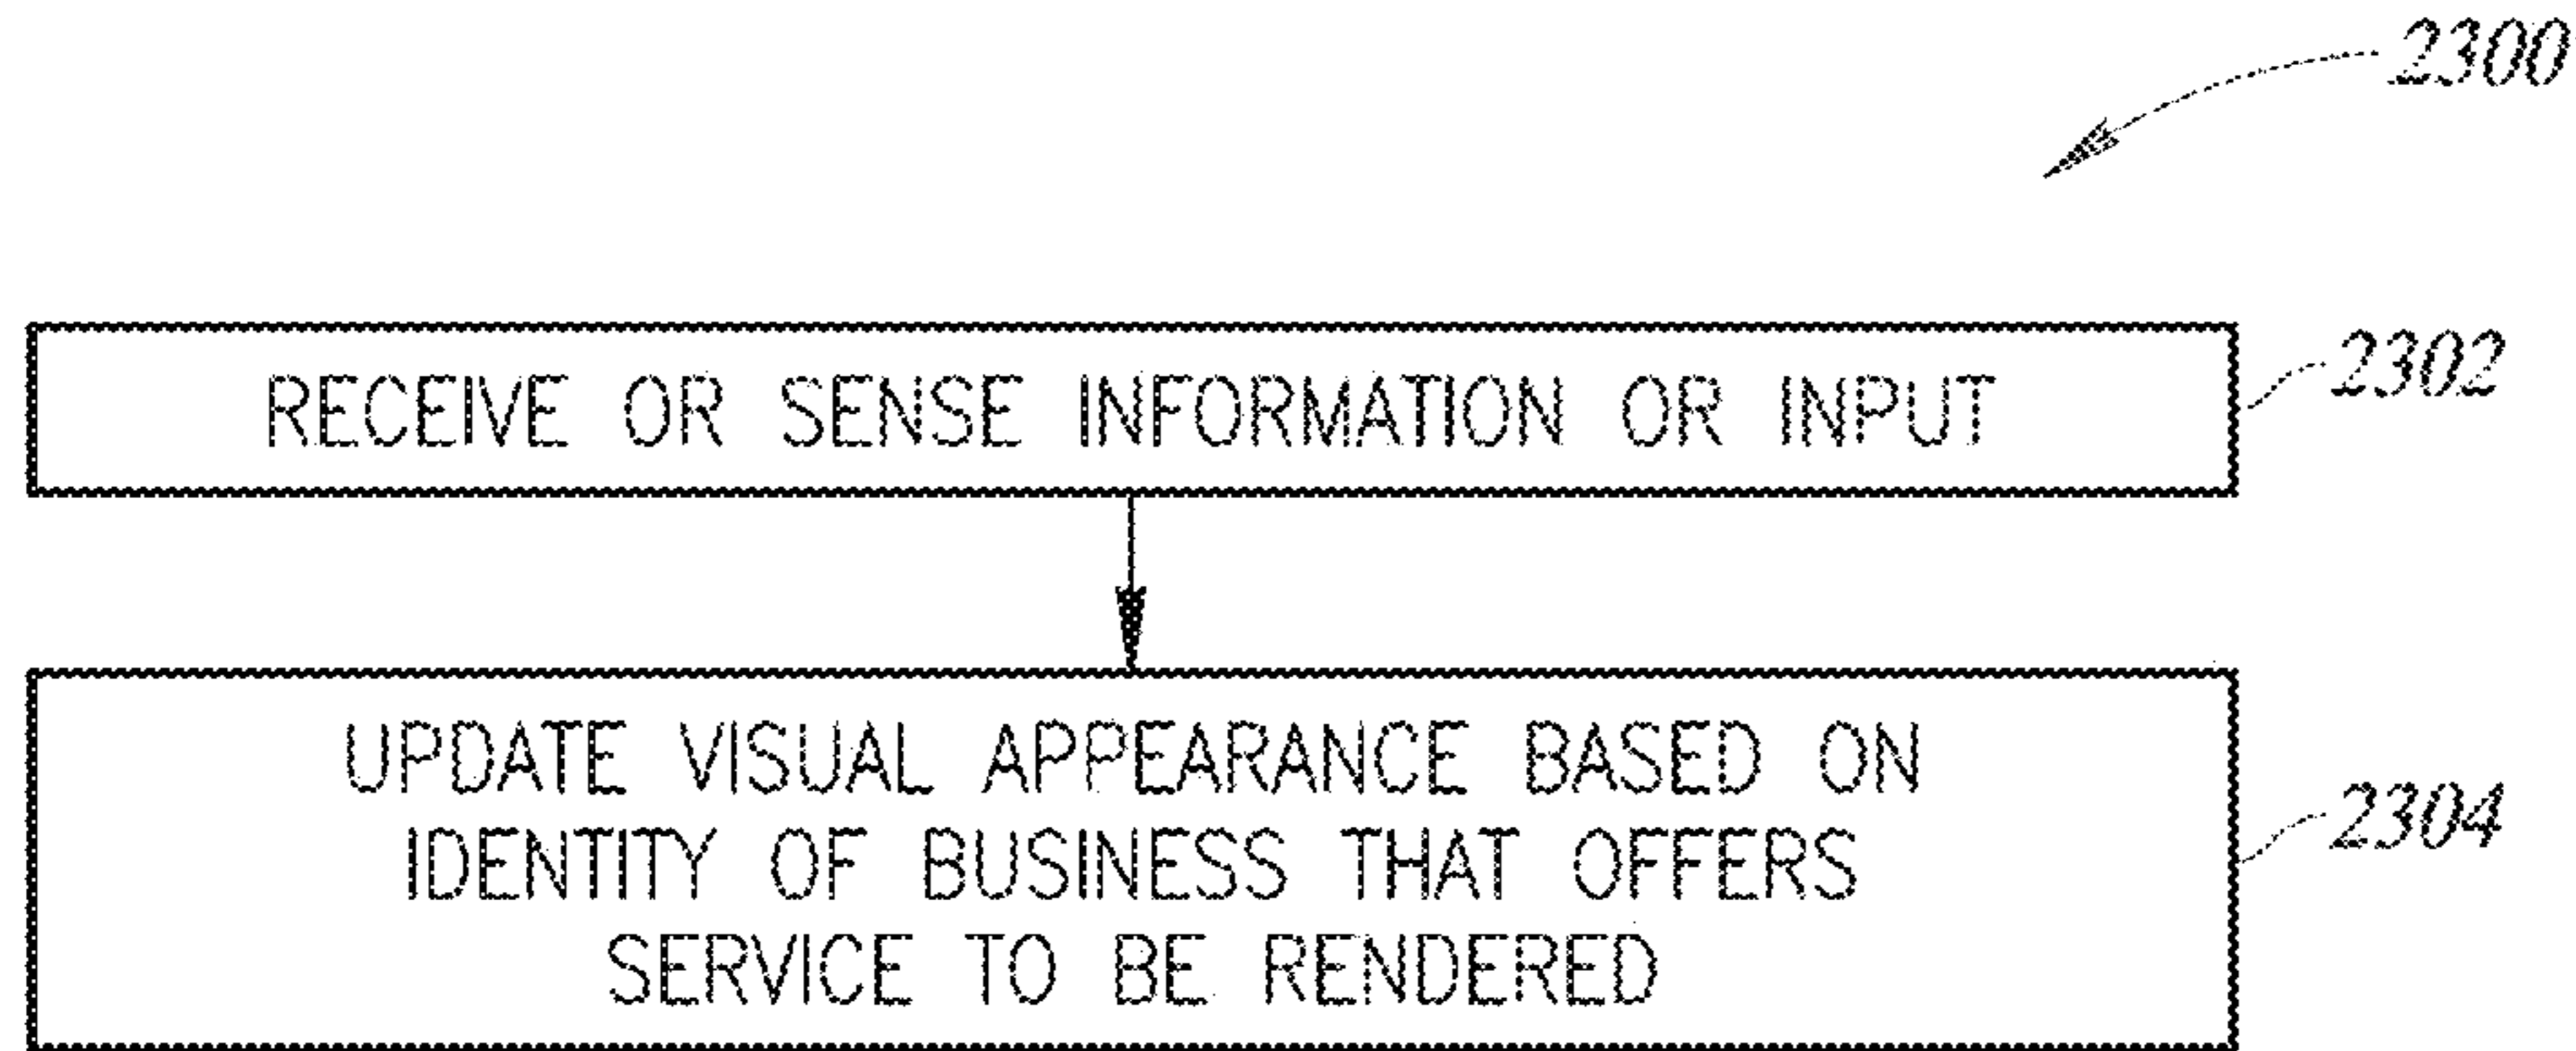 2300
RECEIVE OR SENSE INFORMATION OR INPUT
2302
UPDATE VISUAL APPEARANCE BASED ON
IDENTITY OF BUSINESS THAT OFFERS
SERVICE TO BE RENDERED
2304